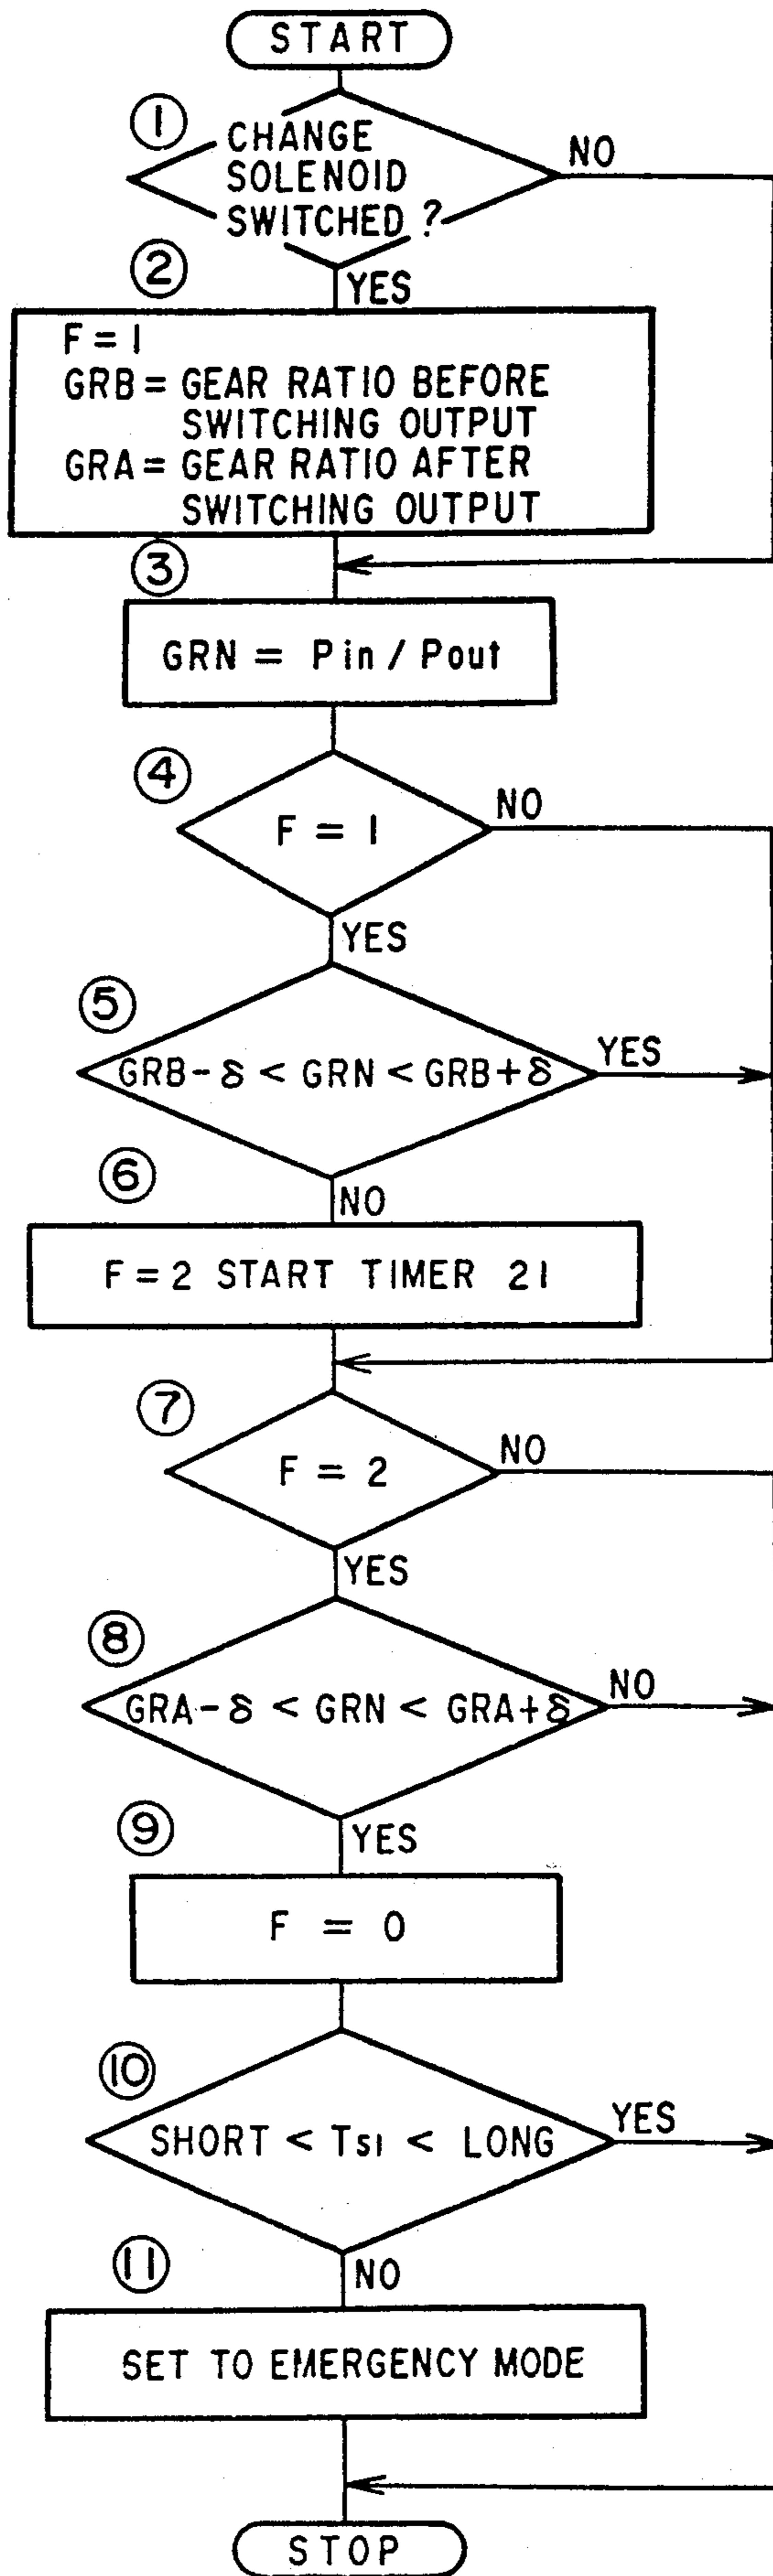 START
①
CHANGE
SOLENOID
SWITCHED ?
NO
②
YES
F = 1
GRB = GEAR RATIO BEFORE
SWITCHING OUTPUT
GRA = GEAR RATIO AFTER
SWITCHING OUTPUT
③
GRN = Pin / Pout
④
F = 1
NO
YES
⑤
GRB-δ < GRN < GRB+δ
YES
⑥
NO
F = 2 START TIMER 21
⑦
F = 2
NO
YES
⑧
GRA-δ < GRN < GRA+δ
NO
⑨
YES
F = 0
⑩
SHORT < Ts1 < LONG
YES
⑪
NO
SET TO EMERGENCY MODE
STOP